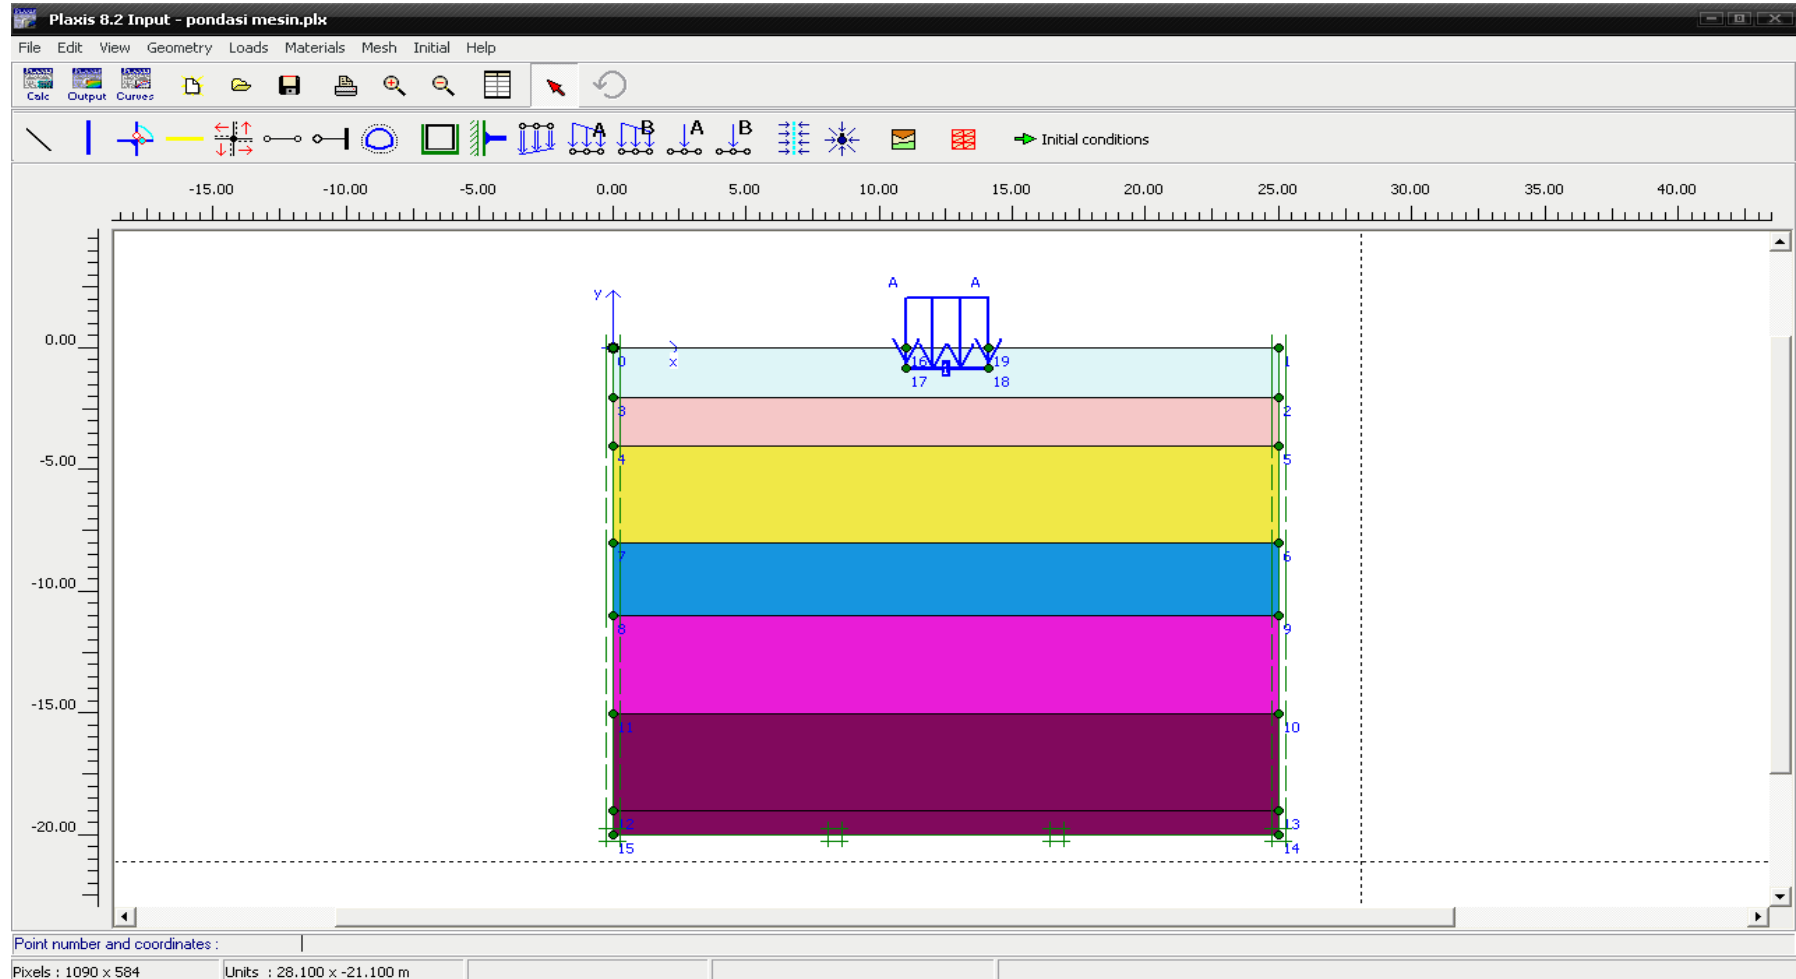 Plaxis 8.2 Input - pondasi mesin.plx
File Edit View Geometry Loads Materials Mesh Initial Help
Calc Output Curves
A B A B Initial conditions
-15.00 -10.00 -5.00 0.00 5.00 10.00 15.00 20.00 25.00 30.00 35.00 40.00
A A
y
0.00
0 x 16 19 1
17 18
3 2
-5.00 4 5
7 6
-10.00
8 9
-15.00
11 10
-20.00 12 13
15 14
Point number and coordinates :
Pixels : 1090 x 584 Units : 28.100 x -21.100 m